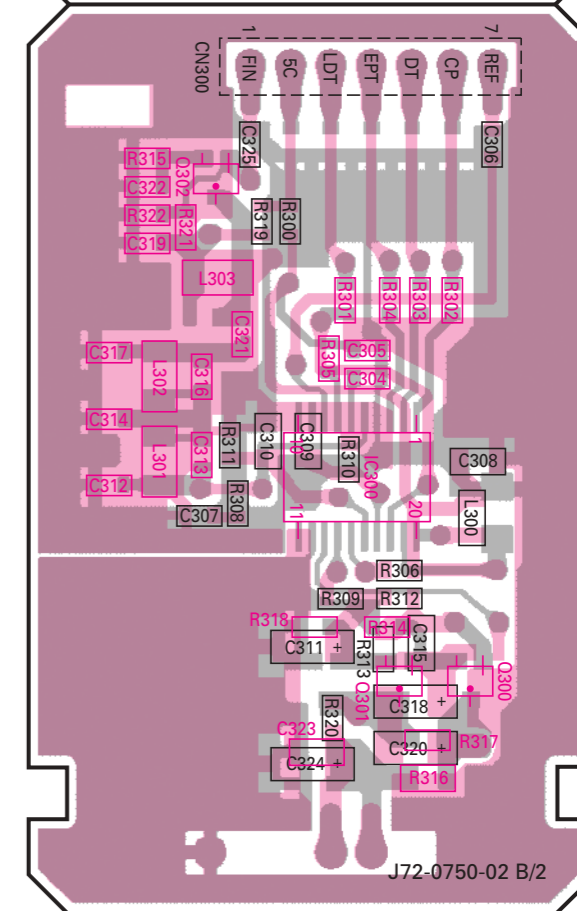 1
7
CN300
FIN
5C
LDT
EPT
DT
CP
REF
C325
C306
R315
Q302
C322
R322
R321
C319
R319
R300
L303
R301
R304
R303
R302
C321
C317
L302
C316
R305
C305
C304
C314
L301
C313
R311
C310
C309
10
R310
IC300
1
C308
C312
C307
R308
11
20
L300
R306
R309
R312
R318
R314
C311 +
R313
C315
Q301
Q300
C318 +
R320
C323
C320 +
R317
C324 +
R316
J72-0750-02 B/2